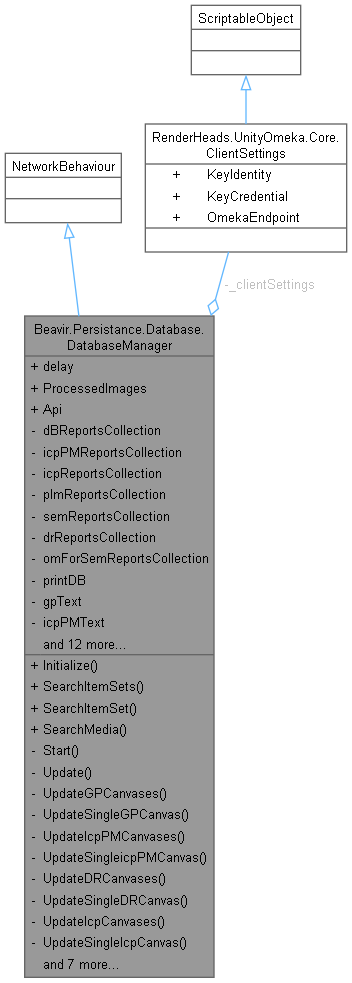 ScriptableObject
RenderHeads.UnityOmeka.Core.
ClientSettings
+ KeyIdentity
+ KeyCredential
+ OmekaEndpoint
NetworkBehaviour
-_clientSettings
Beavir.Persistance.Database.
DatabaseManager
+ delay
+ ProcessedImages
+ Api
- dBReportsCollection
- icpPMReportsCollection
- icpReportsCollection
- plmReportsCollection
- semReportsCollection
- drReportsCollection
- omForSemReportsCollection
- printDB
- gpText
- icpPMText
and 12 more...
+ Initialize()
+ SearchItemSets()
+ SearchItemSet()
+ SearchMedia()
- Start()
- Update()
- UpdateGPCanvases()
- UpdateSingleGPCanvas()
- UpdateIcpPMCanvases()
- UpdateSingleicpPMCanvas()
- UpdateDRCanvases()
- UpdateSingleDRCanvas()
- UpdateIcpCanvases()
- UpdateSingleIcpCanvas()
and 7 more...